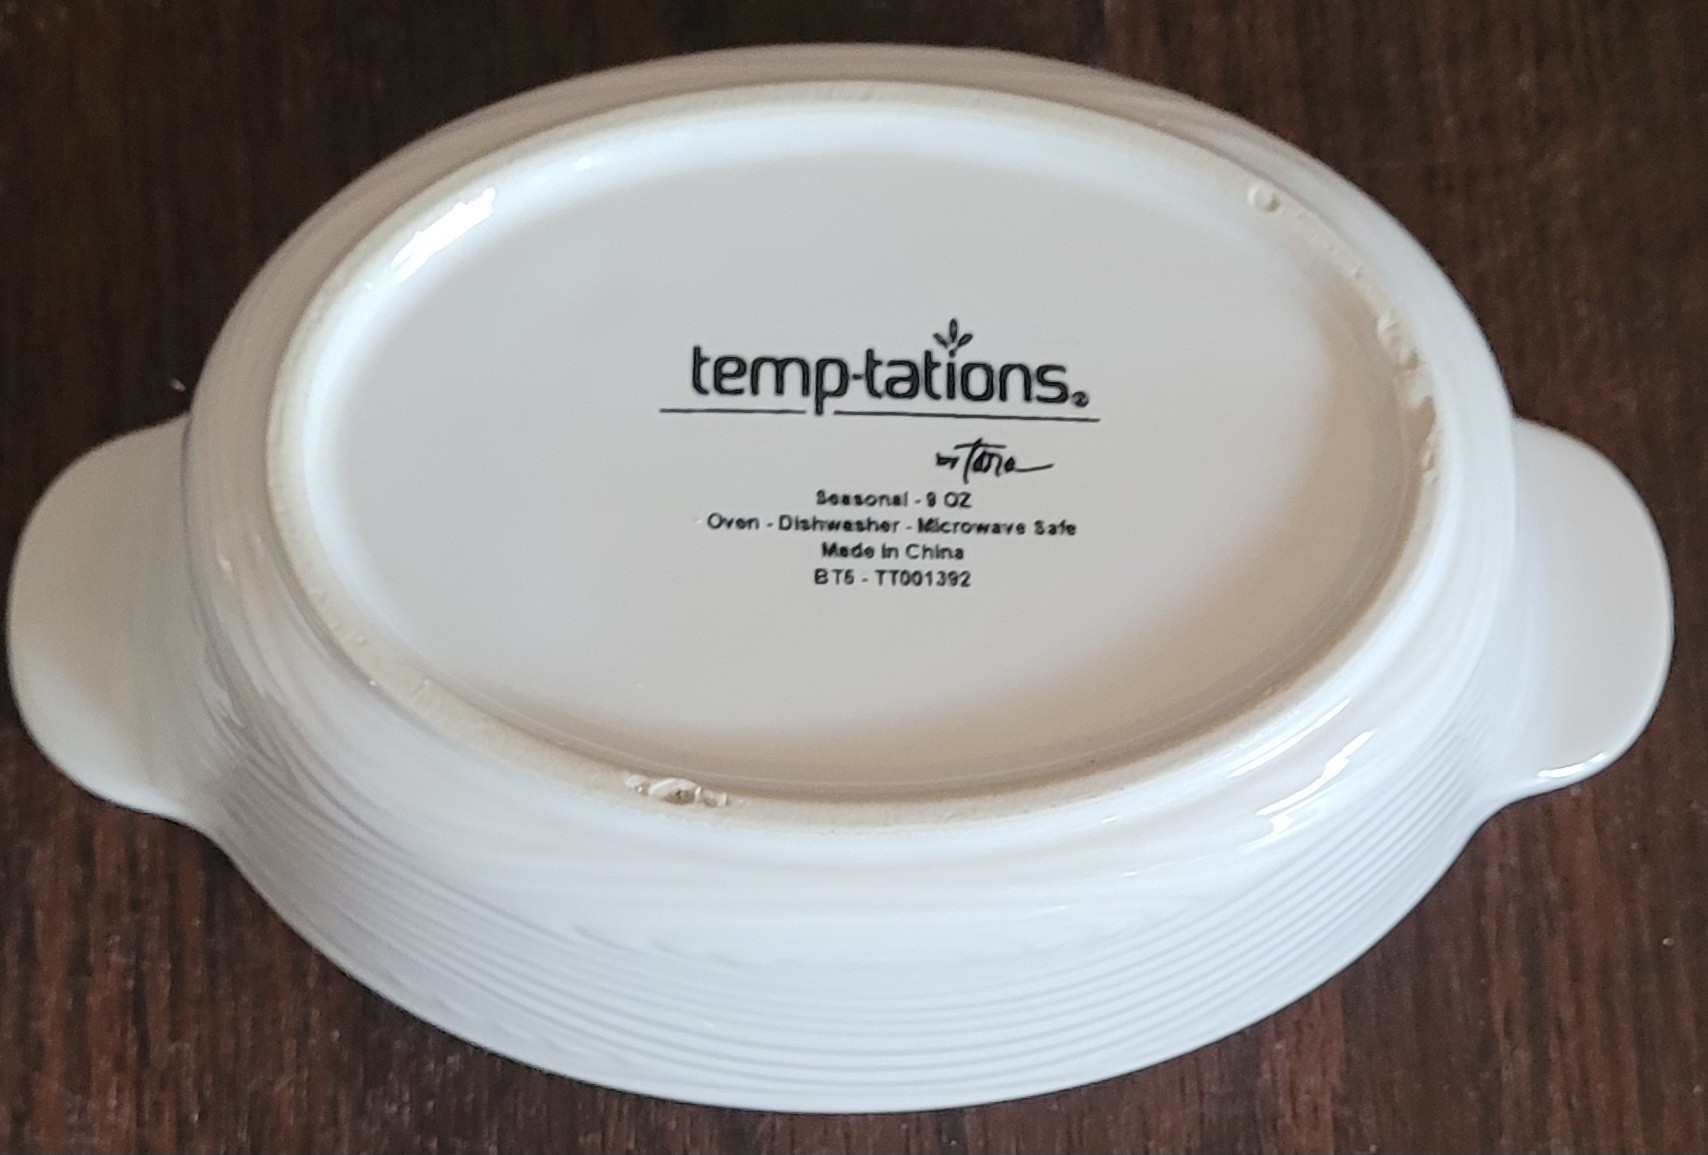 temp-tations®
by Tara
Seasonal - 9 OZ
Oven - Dishwasher - Microwave Safe
Made in China
BT5 - TT001392